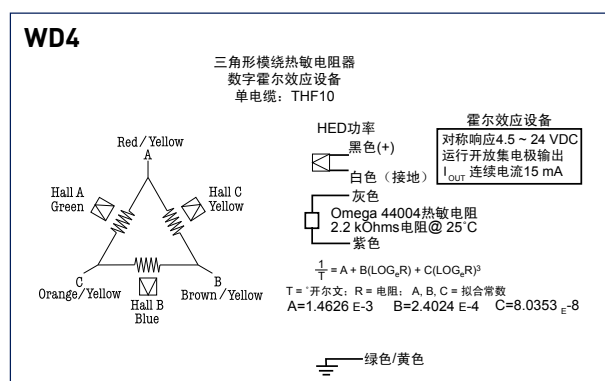 WD4
三角形模绕热敏电阻器
数字霍尔效应设备
单电缆：THF10
Red/Yellow
A
Hall A
Green
Hall C
Yellow
C
Orange/Yellow
B
Brown/Yellow
Hall B
Blue
HED功率
黑色(+)
白色（接地）
霍尔效应设备
对称响应4.5 ~ 24 VDC
运行开放集电极输出
IOUT 连续电流15 mA
灰色
Omega 44004热敏电阻
2.2 kOhms电阻@ 25°C
紫色
1/T = A + B(LOGeR) + C(LOGeR)³
T = °开尔文；R = 电阻；A, B, C = 拟合常数
A=1.4626 E-3 B=2.4024 E-4 C=8.0353 E-8
绿色/黄色